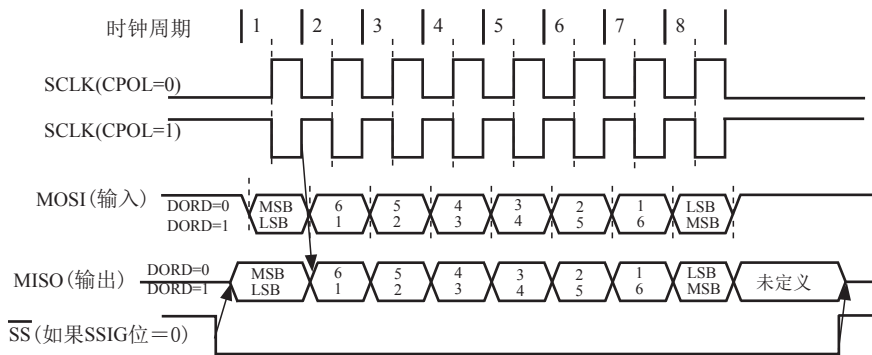 时钟周期 1 2 3 4 5 6 7 8
SCLK(CPOL=0)
SCLK(CPOL=1)
MOSI(输入) DORD=0 MSB 6 5 4 3 2 1 LSB
DORD=1 LSB 1 2 3 4 5 6 MSB
MISO(输出) DORD=0 MSB 6 5 4 3 2 1 LSB 未定义
DORD=1 LSB 1 2 3 4 5 6 MSB
SS(如果SSIG位=0)